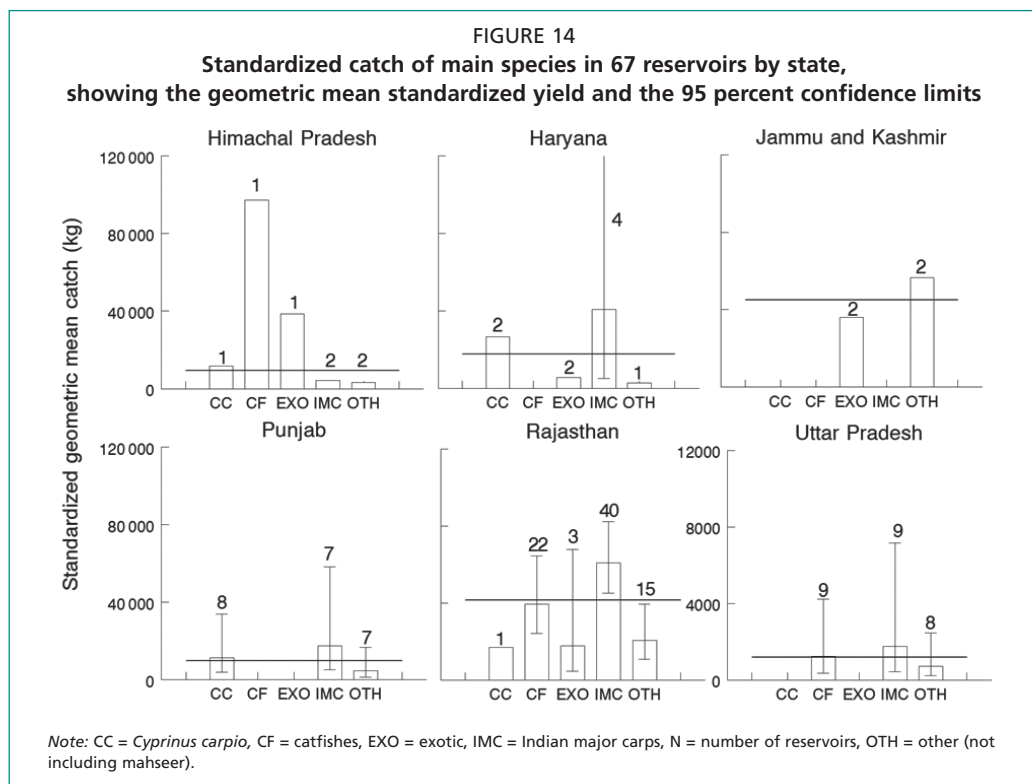 FIGURE 14
Standardized catch of main species in 67 reservoirs by state,
showing the geometric mean standardized yield and the 95 percent confidence limits
Standardized geometric mean catch (kg)
Himachal Pradesh
120 000
80 000
40 000
0
1
1
1
2
2
CC CF EXO IMC OTH
Haryana
2
2
4
1
CC CF EXO IMC OTH
Jammu and Kashmir
2
2
CC CF EXO IMC OTH
Punjab
120 000
80 000
40 000
0
8
7
7
CC CF EXO IMC OTH
Rajasthan
1
22
3
40
15
CC CF EXO IMC OTH
Uttar Pradesh
12000
8000
4000
0
9
9
8
CC CF EXO IMC OTH
Note: CC = Cyprinus carpio, CF = catfishes, EXO = exotic, IMC = Indian major carps, N = number of reservoirs, OTH = other (not
including mahseer).